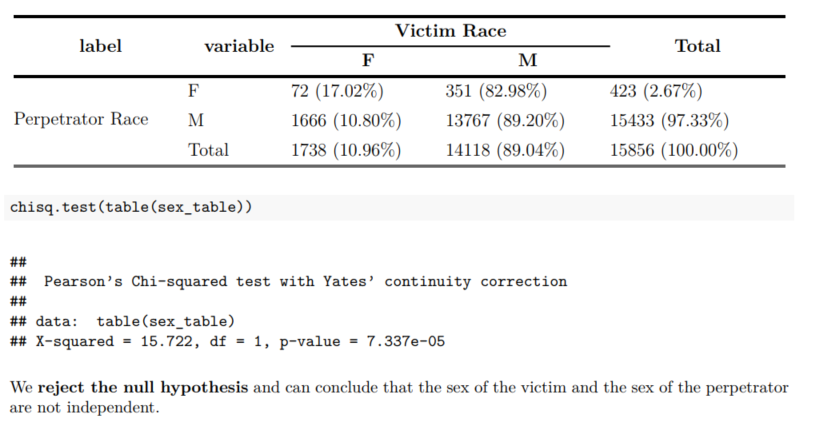 label variable Victim Race Total
F M
F 72 (17.02%) 351 (82.98%) 423 (2.67%)
Perpetrator Race M 1666 (10.80%) 13767 (89.20%) 15433 (97.33%)
Total 1738 (10.96%) 14118 (89.04%) 15856 (100.00%)
chisq.test(table(sex_table))
##
## Pearson's Chi-squared test with Yates' continuity correction
##
## data: table(sex_table)
## X-squared = 15.722, df = 1, p-value = 7.337e-05
We reject the null hypothesis and can conclude that the sex of the victim and the sex of the perpetrator
are not independent.